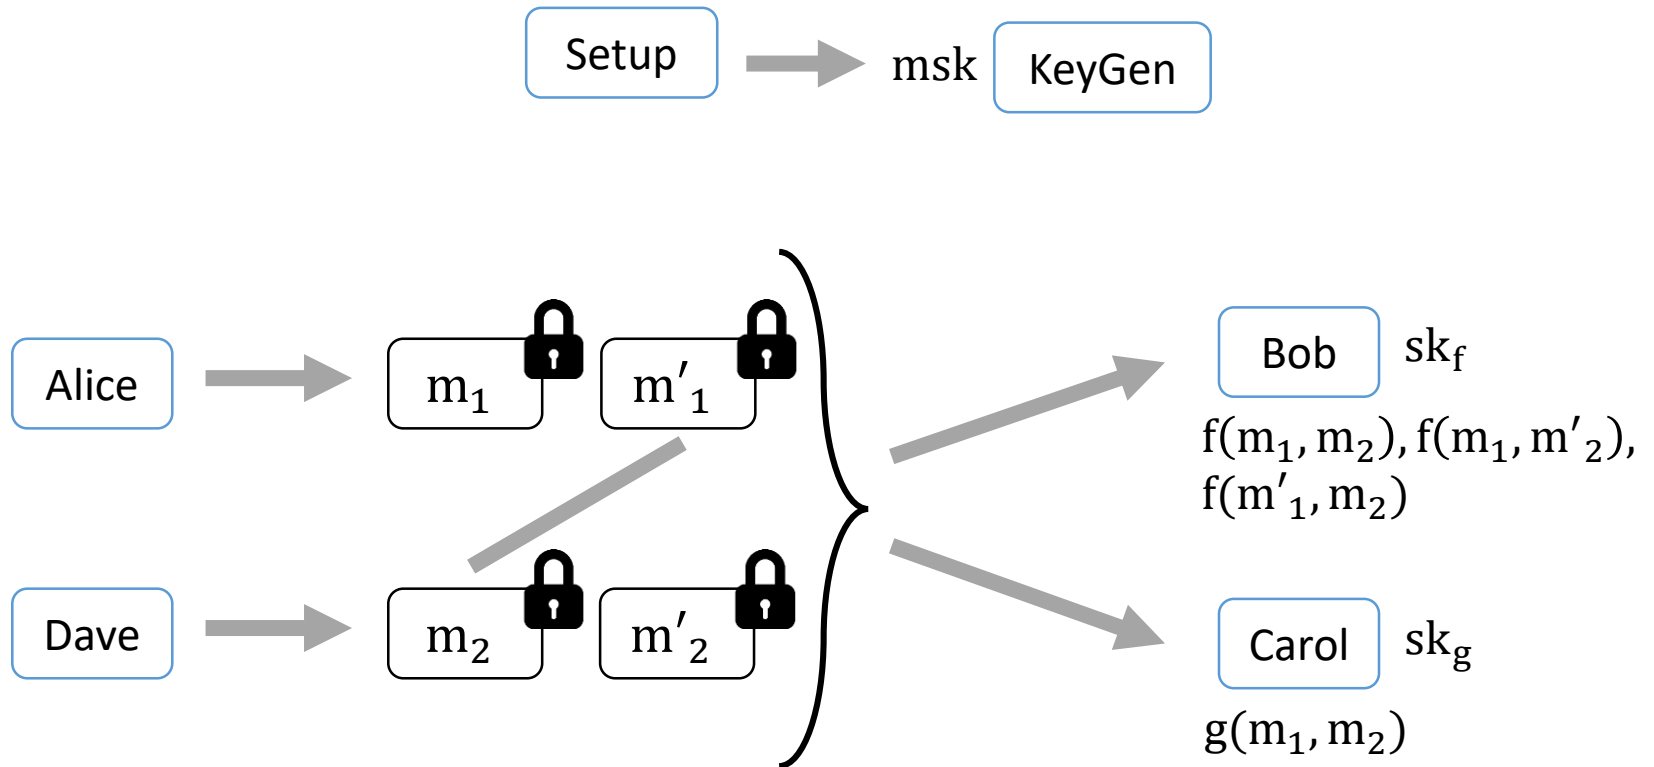 Setup
msk
KeyGen
Alice
m₁
m′₁
Bob
sk_f
f(m₁, m₂), f(m₁, m′₂),
f(m′₁, m₂)
Dave
m₂
m′₂
Carol
sk_g
g(m₁, m₂)